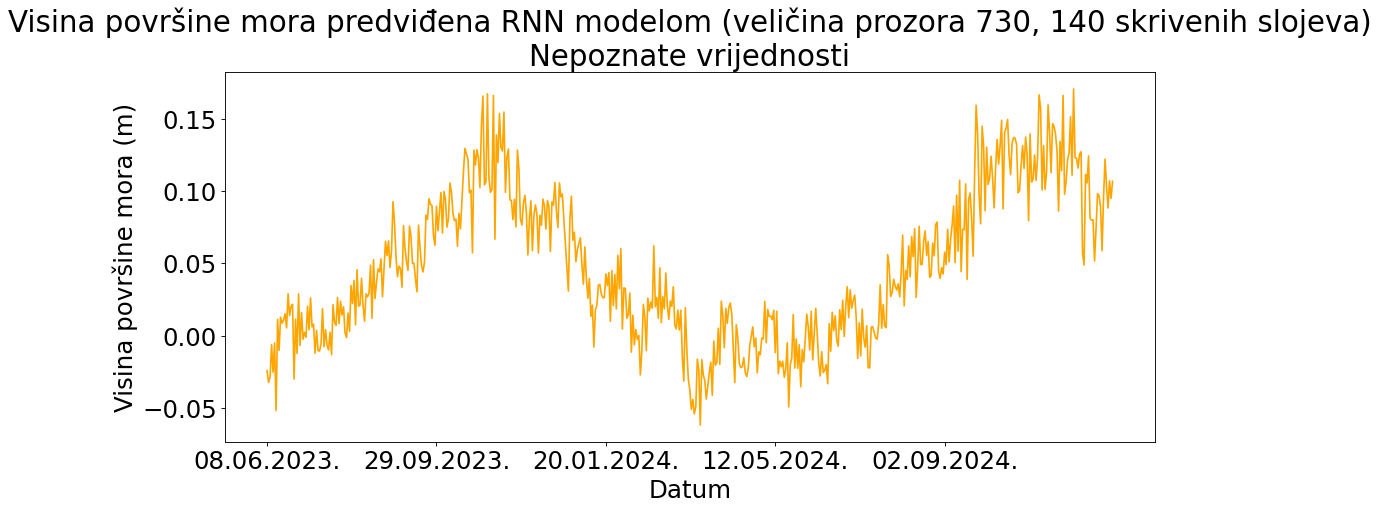 Visina površine mora predviđena RNN modelom (veličina prozora 730, 140 skrivenih slojeva)
Nepoznate vrijednosti
Visina površine mora (m)
0.15
0.10
0.05
0.00
−0.05
08.06.2023. 29.09.2023. 20.01.2024. 12.05.2024. 02.09.2024.
Datum